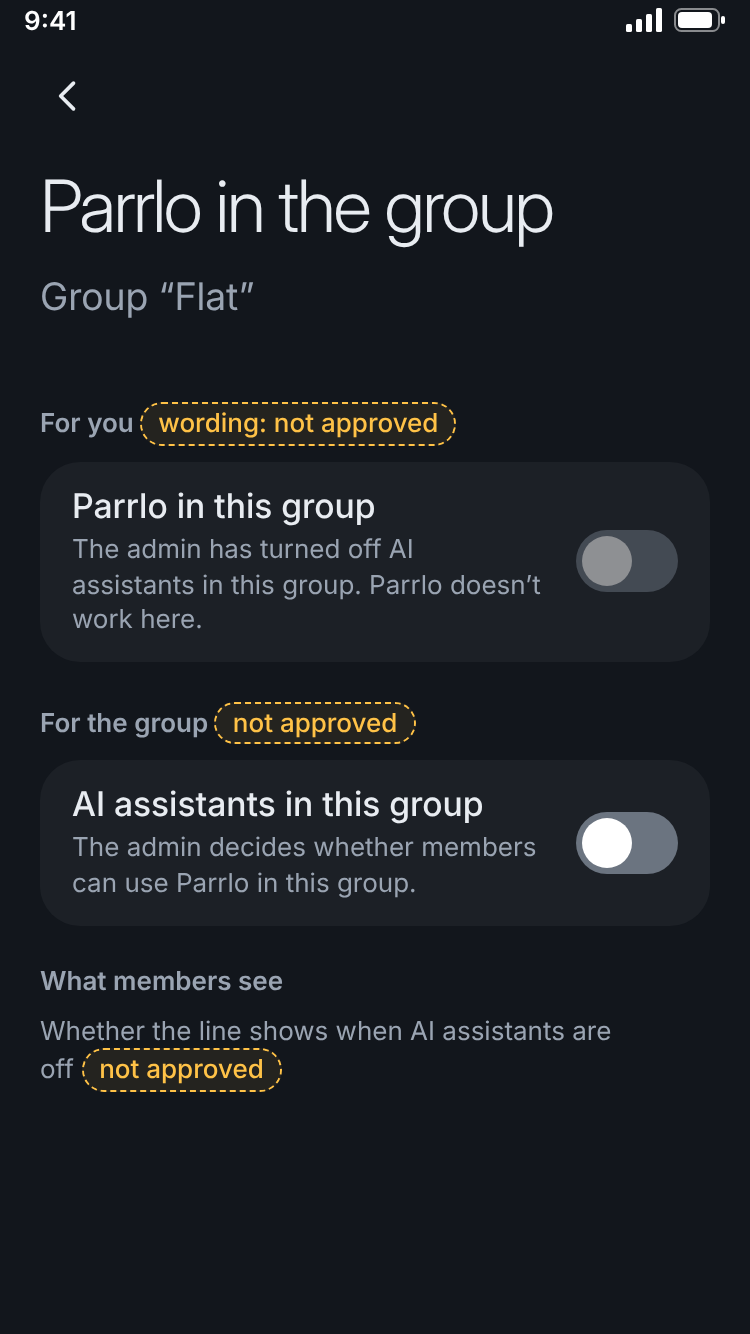 9:41
Parrlo in the group
Group “Flat”
For you wording: not approved
Parrlo in this group
The admin has turned off AI
assistants in this group. Parrlo doesn’t
work here.
For the group not approved
AI assistants in this group
The admin decides whether members
can use Parrlo in this group.
What members see
Whether the line shows when AI assistants are
off not approved